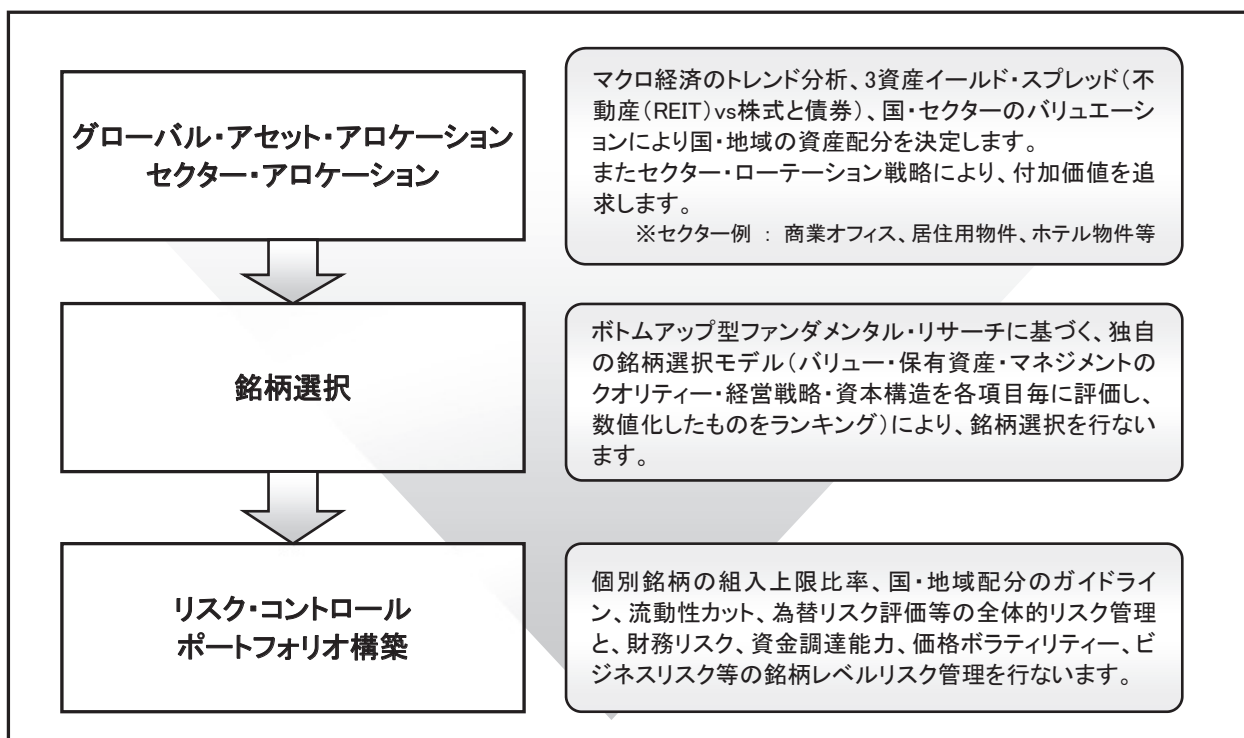 グローバル・アセット・アロケーション
セクター・アロケーション
マクロ経済のトレンド分析、3資産イールド・スプレッド（不
動産（REIT）vs株式と債券）、国・セクターのバリュエーシ
ョンにより国・地域の資産配分を決定します。
またセクター・ローテーション戦略により、付加価値を追
求します。
※セクター例 ： 商業オフィス、居住用物件、ホテル物件等
銘柄選択
ボトムアップ型ファンダメンタル・リサーチに基づく、独自
の銘柄選択モデル（バリュー・保有資産・マネジメントの
クオリティー・経営戦略・資本構造を各項目毎に評価し、
数値化したものをランキング）により、銘柄選択を行ない
ます。
リスク・コントロール
ポートフォリオ構築
個別銘柄の組入上限比率、国・地域配分のガイドライ
ン、流動性カット、為替リスク評価等の全体的リスク管理
と、財務リスク、資金調達能力、価格ボラティリティー、ビ
ジネスリスク等の銘柄レベルリスク管理を行ないます。